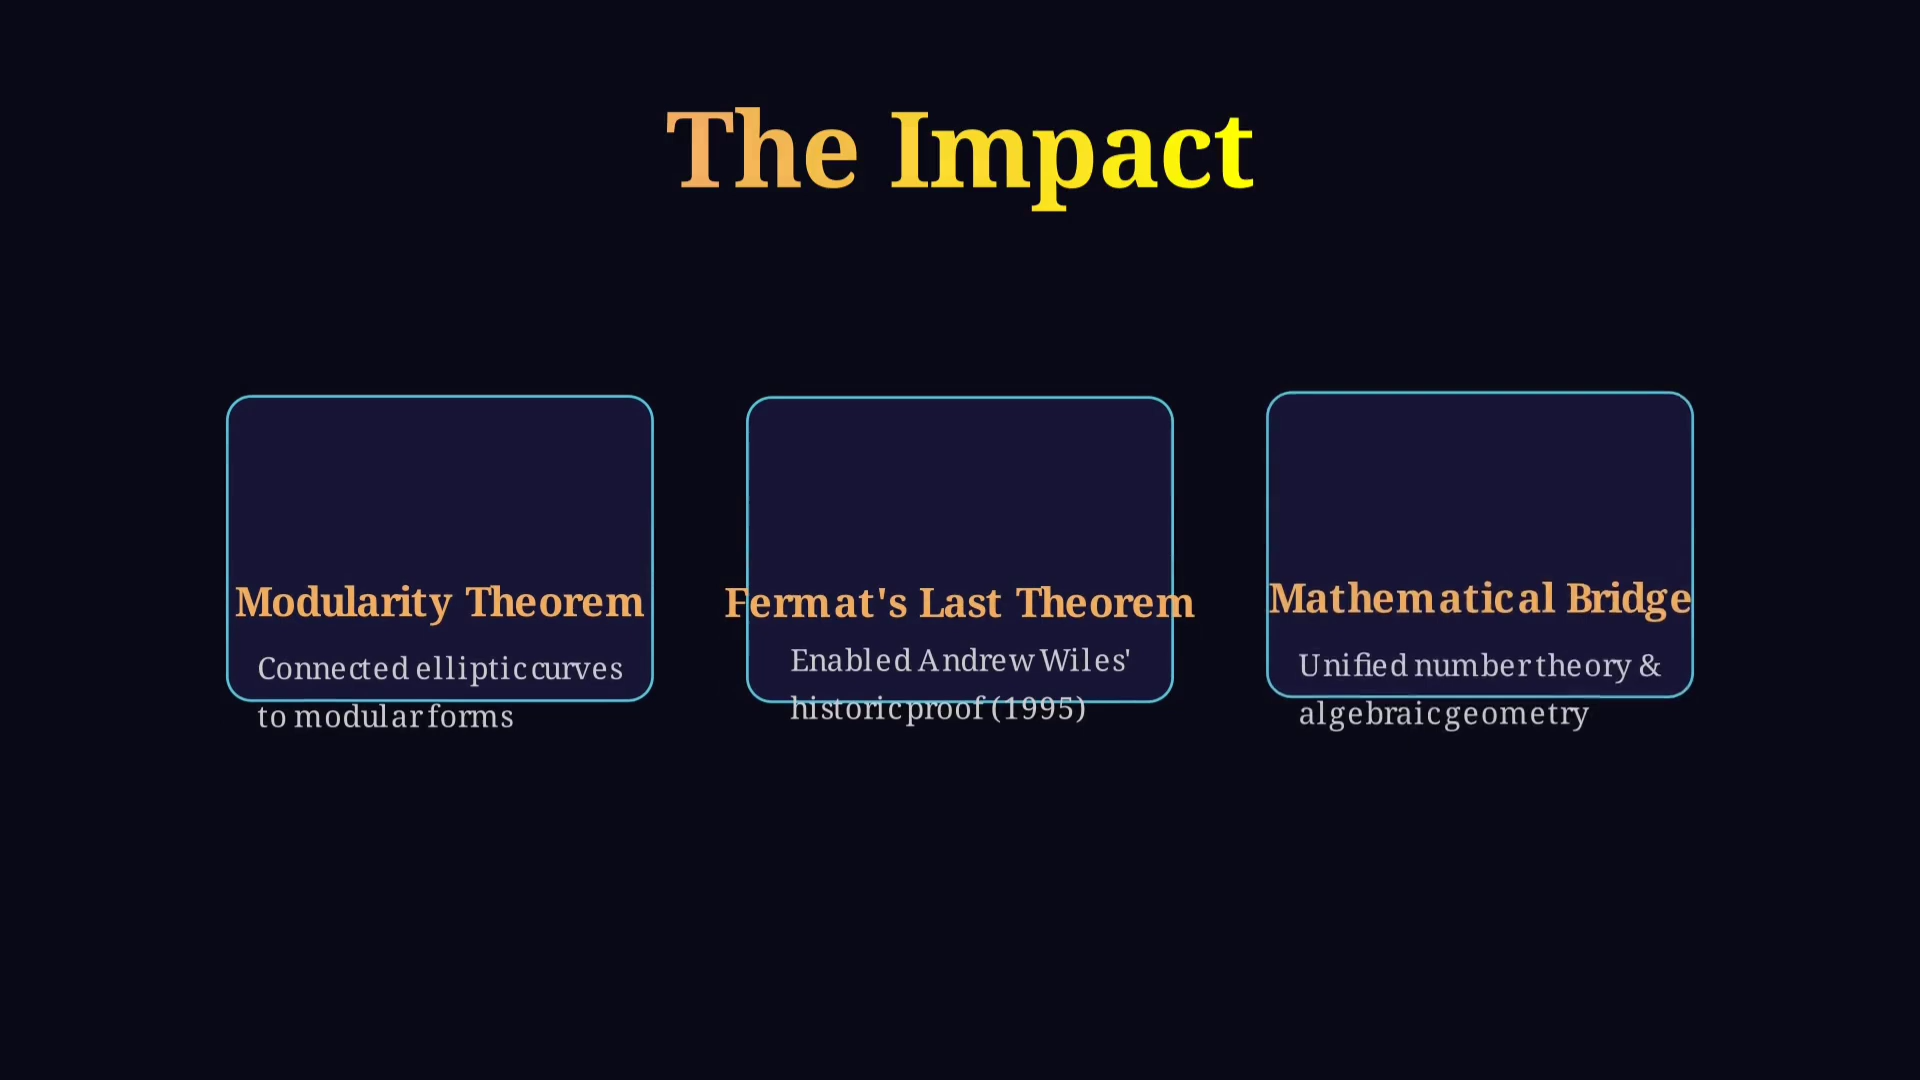 The Impact
Modularity Theorem
Connected elliptic curves
to modular forms
Fermat's Last Theorem
Enabled Andrew Wiles'
historic proof (1995)
Mathematical Bridge
Unified number theory &
algebraic geometry